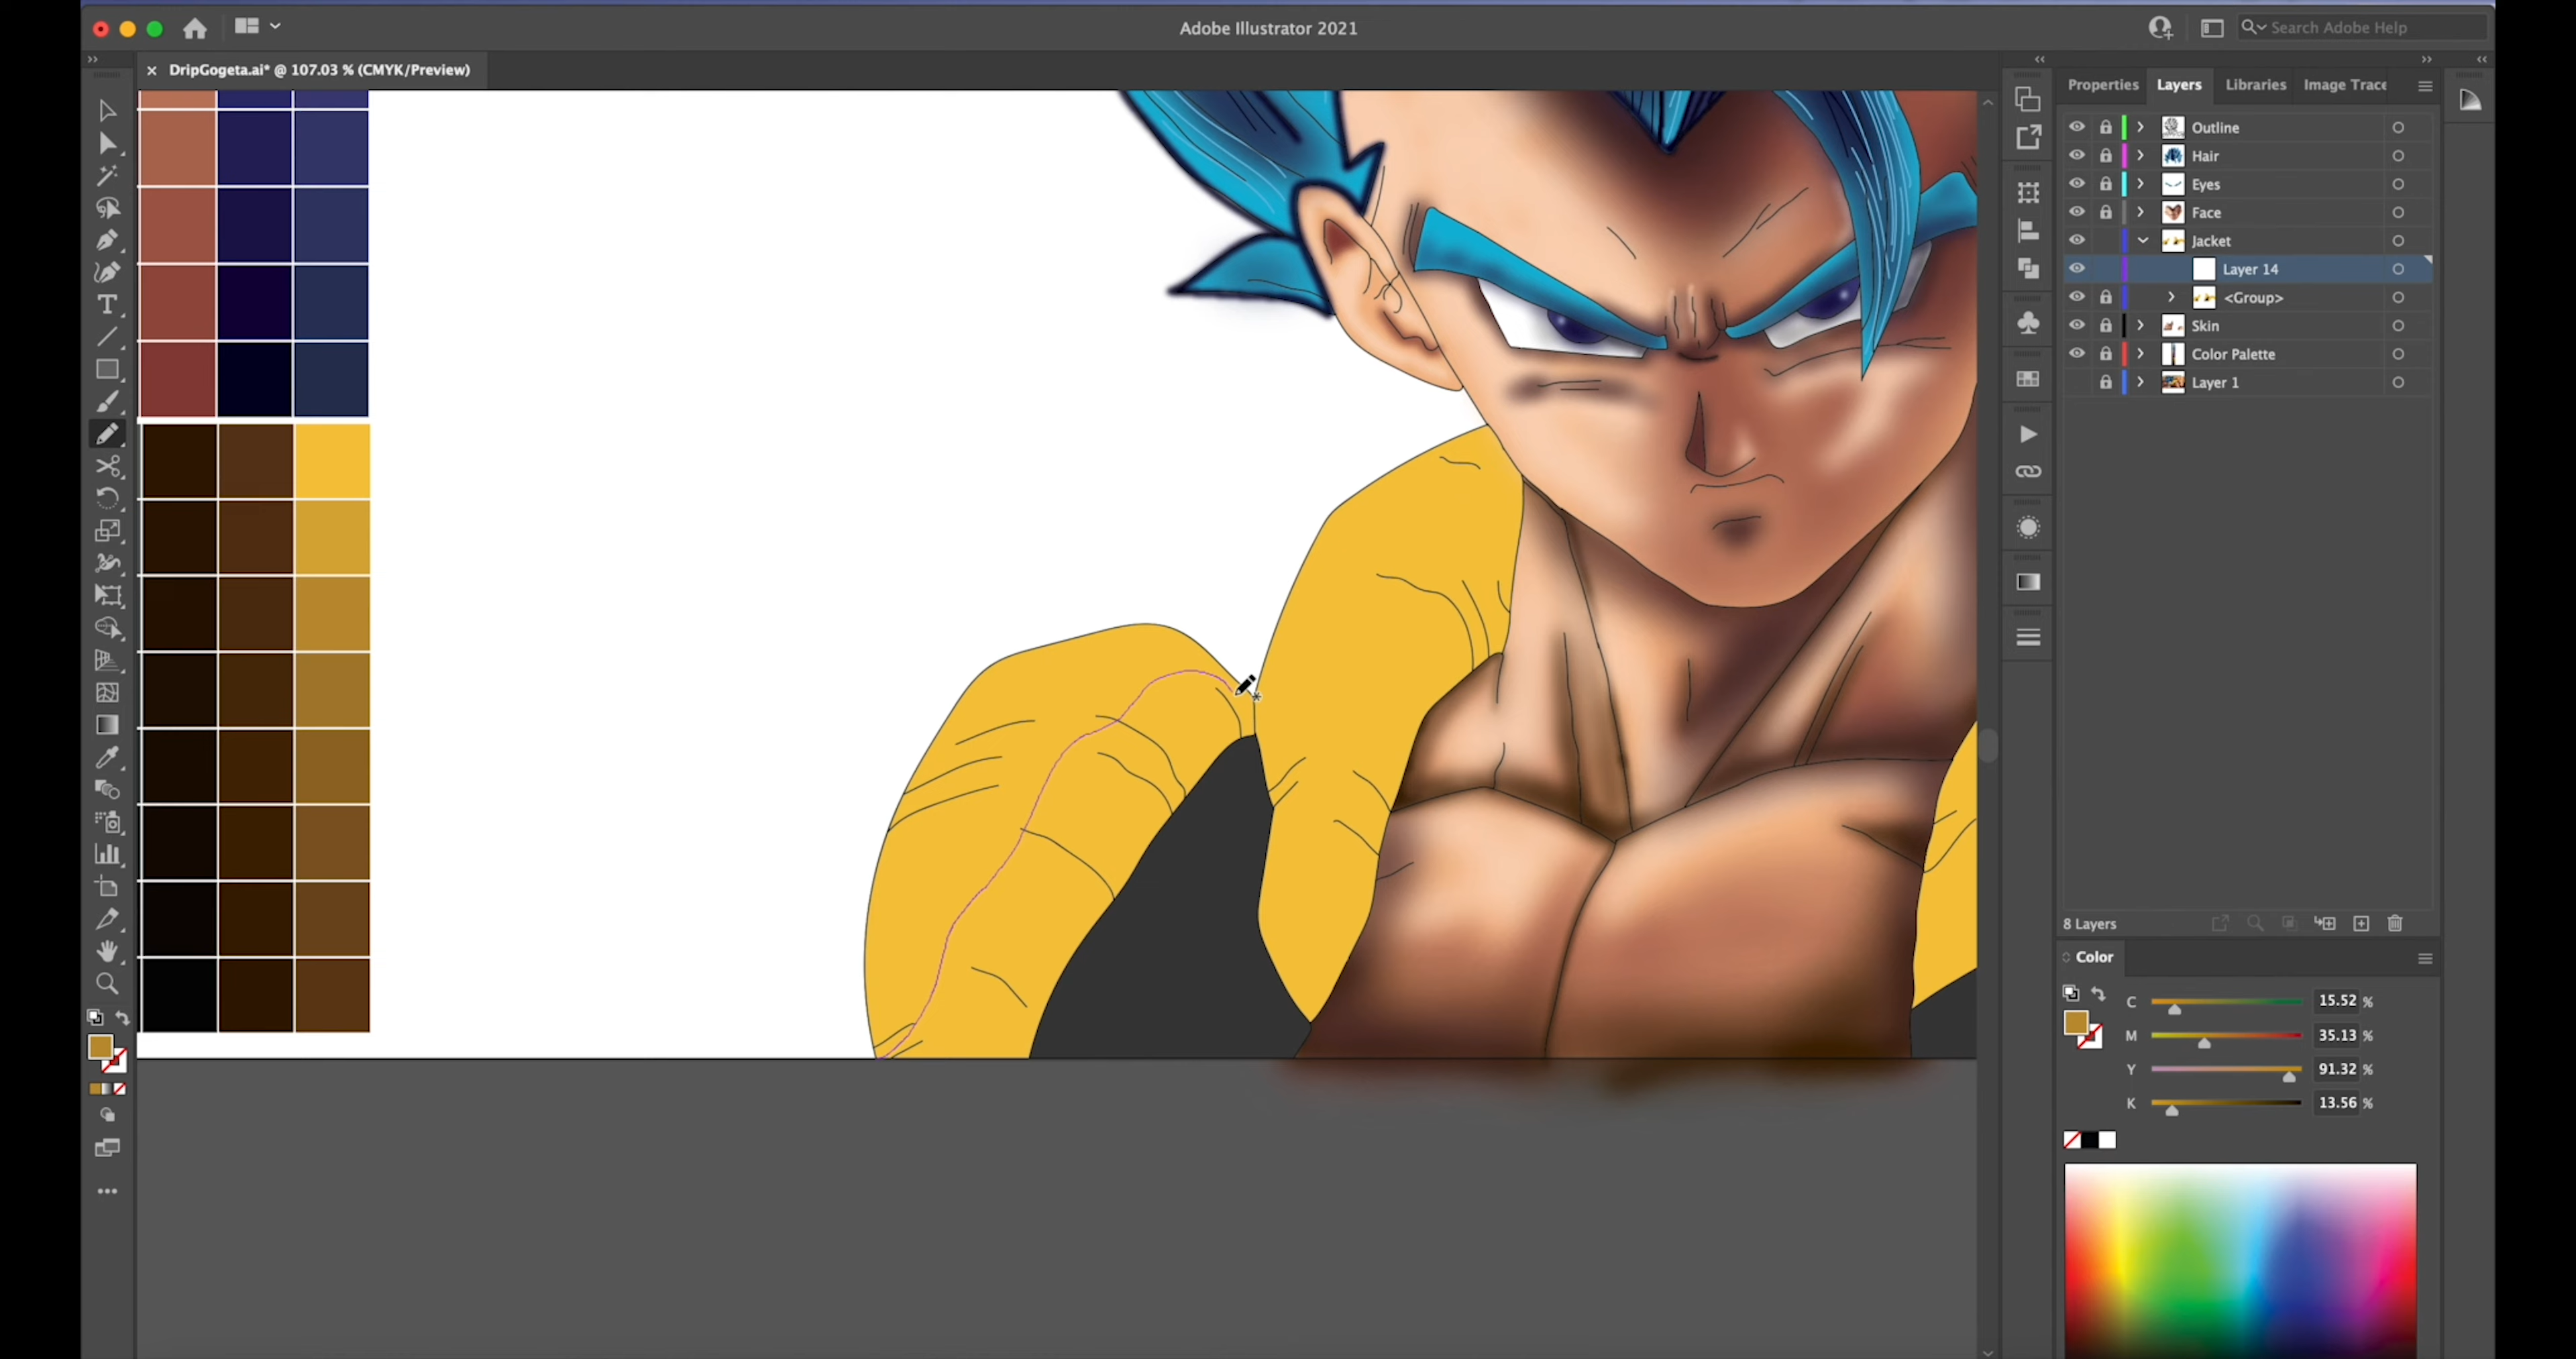 Adobe Illustrator 2021
Search Adobe Help
DripGogeta.ai* @ 107.03 % (CMYK/Preview)
Properties Layers Libraries Image Trace
Outline
Hair
Eyes
Face
Jacket
Layer 14
<Group>
Skin
Color Palette
Layer 1
8 Layers
Color
C 15.52 %
M 35.13 %
Y 91.32 %
K 13.56 %